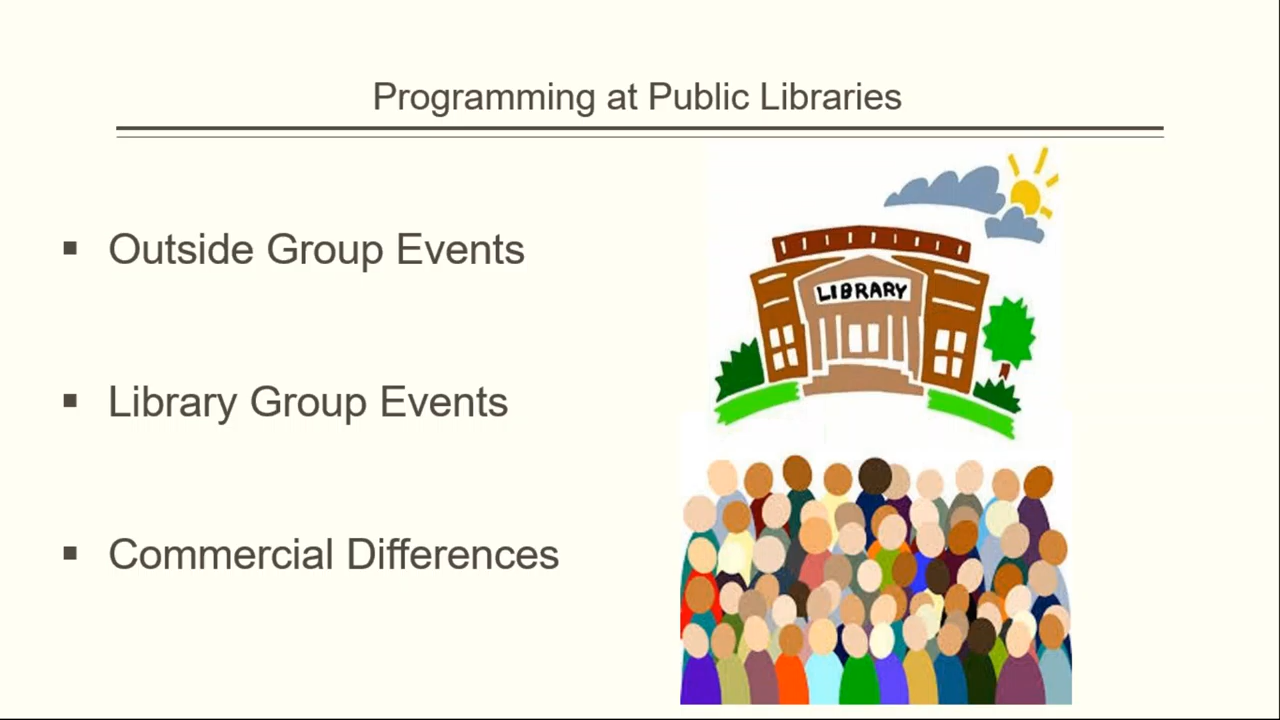 Programming at Public Libraries
▪ Outside Group Events
LIBRARY
▪ Library Group Events
▪ Commercial Differences